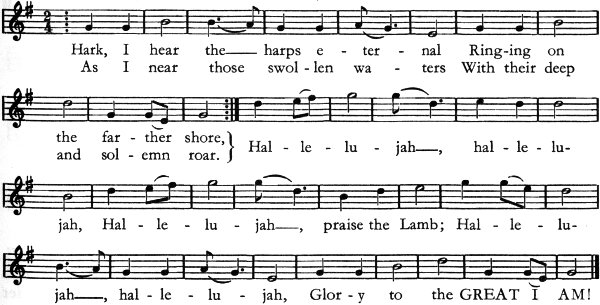 Hark, I hear the harps e - ter - nal Ring-ing on
As I near those swol - len wa - ters With their deep
the far - ther shore,
and sol - emn roar. } Hal - le - lu - jah, hal - le - lu-
jah, Hal - le - lu - jah, praise the Lamb; Hal - le - lu-
jah, hal - le - lu - jah, Glor - y to the GREAT I AM!